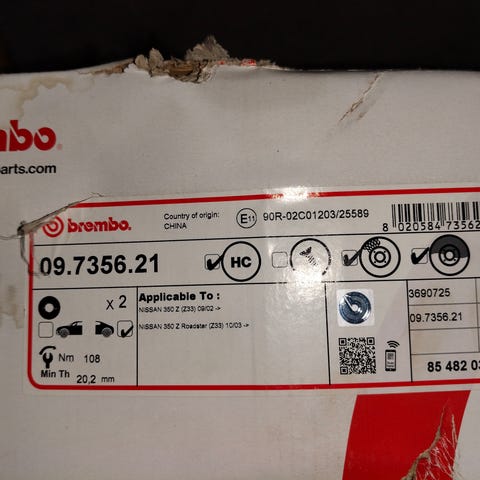 mbo
arts.com
brembo.
Country of origin:
CHINA
E11 90R-02C01203/25589
8 020584 73562
09.7356.21
HC
X 2
Applicable To :
NISSAN 350 Z (Z33) 09/02 ->
NISSAN 350 Z Roadster (Z33) 10/03 ->
Nm 108
Min Th 20,2 mm
3690725
09.7356.21
85 482 03